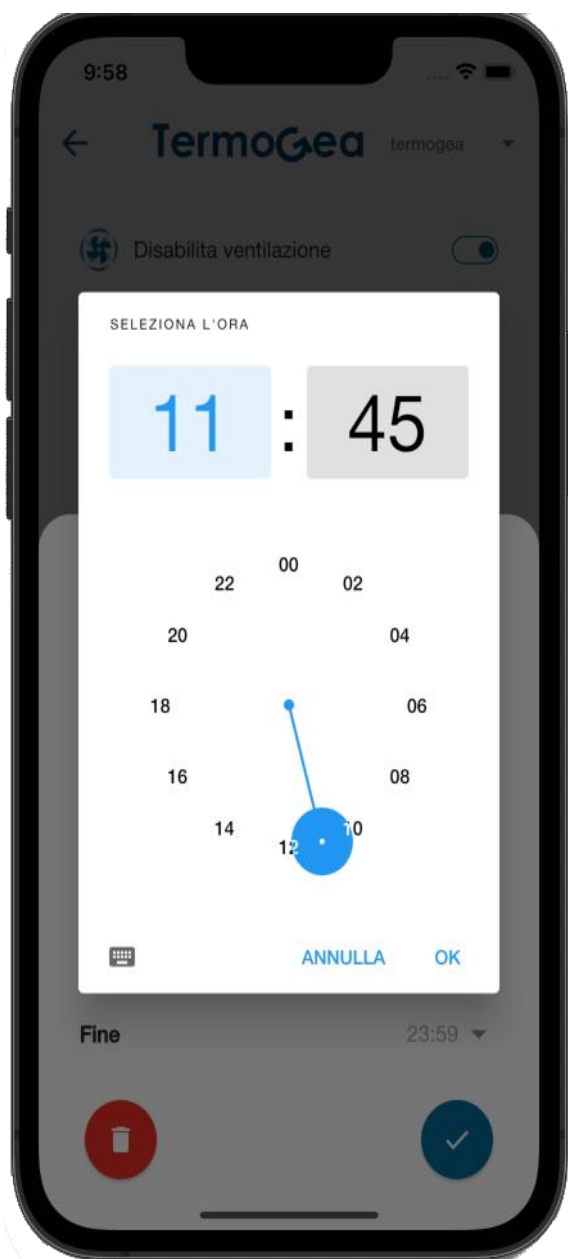 9:58
TermoGea termogea
Disabilita ventilazione
SELEZIONA L'ORA
11 : 45
00
22 02
20 04
18 06
16 08
14 10
12
ANNULLA OK
Fine 23:59